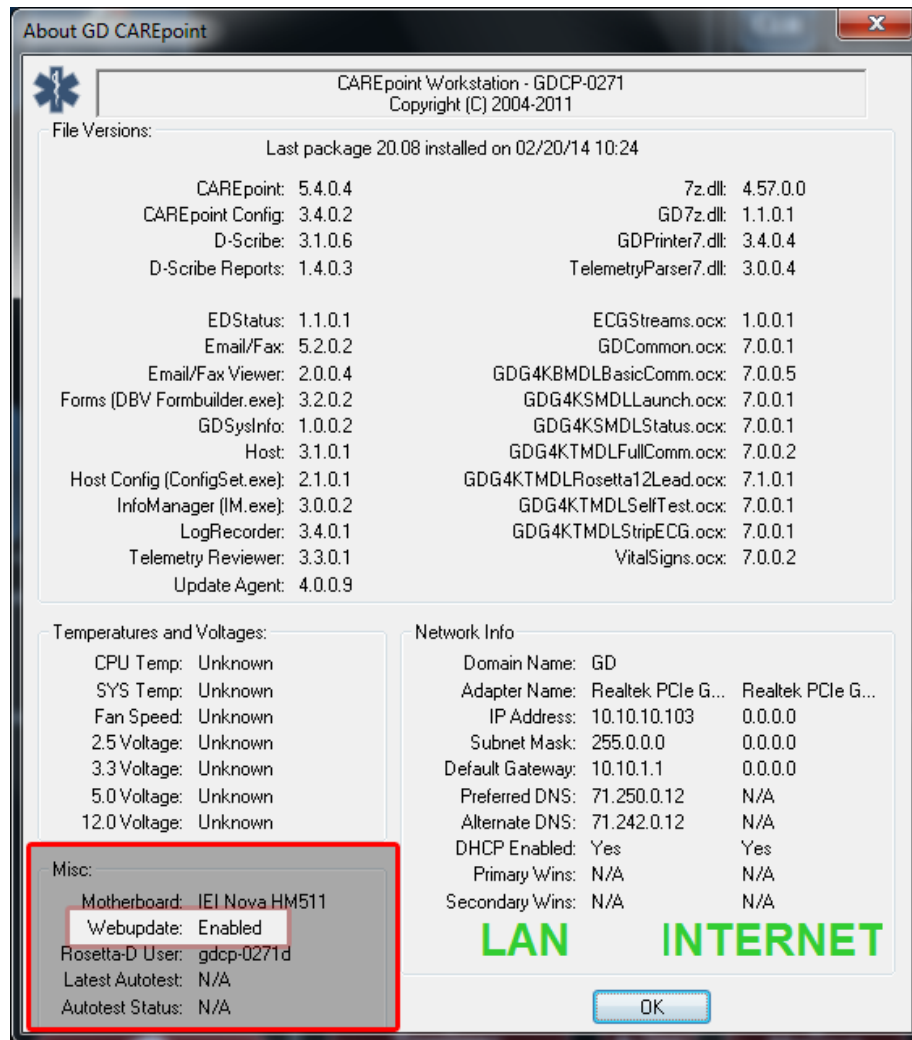 About GD CAREpoint
x
CAREpoint Workstation - GDCP-0271
Copyright (C) 2004-2011
File Versions:
Last package 20.08 installed on 02/20/14 10:24
CAREpoint: 5.4.0.4
CAREpoint Config: 3.4.0.2
D-Scribe: 3.1.0.6
D-Scribe Reports: 1.4.0.3
EDStatus: 1.1.0.1
Email/Fax: 5.2.0.2
Email/Fax Viewer: 2.0.0.4
Forms (DBV Formbuilder.exe): 3.2.0.2
GDSysInfo: 1.0.0.2
Host: 3.1.0.1
Host Config (ConfigSet.exe): 2.1.0.1
InfoManager (IM.exe): 3.0.0.2
LogRecorder: 3.4.0.1
Telemetry Reviewer: 3.3.0.1
Update Agent: 4.0.0.9
7z.dll: 4.57.0.0
GD7z.dll: 1.1.0.1
GDPrinter7.dll: 3.4.0.4
TelemetryParser7.dll: 3.0.0.4
ECGStreams.ocx: 1.0.0.1
GDCommon.ocx: 7.0.0.1
GDG4KBMDLBasicComm.ocx: 7.0.0.5
GDG4KSMDLLaunch.ocx: 7.0.0.1
GDG4KSMDLStatus.ocx: 7.0.0.1
GDG4KTMDLFullComm.ocx: 7.0.0.2
GDG4KTMDLRosetta12Lead.ocx: 7.1.0.1
GDG4KTMDLSelfTest.ocx: 7.0.0.1
GDG4KTMDLStripECG.ocx: 7.0.0.1
VitalSigns.ocx: 7.0.0.2
Temperatures and Voltages:
CPU Temp: Unknown
SYS Temp: Unknown
Fan Speed: Unknown
2.5 Voltage: Unknown
3.3 Voltage: Unknown
5.0 Voltage: Unknown
12.0 Voltage: Unknown
Misc:
Motherboard: IEI Nova HM511
Webupdate: Enabled
Rosetta-D User: gdcp-0271d
Latest Autotest: N/A
Autotest Status: N/A
Network Info
Domain Name: GD
Adapter Name: Realtek PCIe G... Realtek PCIe G...
IP Address: 10.10.10.103 0.0.0.0
Subnet Mask: 255.0.0.0 0.0.0.0
Default Gateway: 10.10.1.1 0.0.0.0
Preferred DNS: 71.250.0.12 N/A
Alternate DNS: 71.242.0.12 N/A
DHCP Enabled: Yes Yes
Primary Wins: N/A N/A
Secondary Wins: N/A N/A
LAN INTERNET
OK